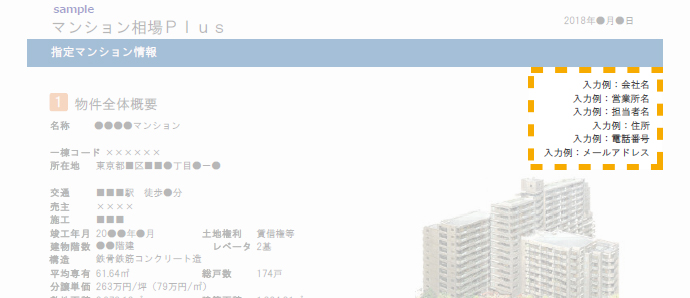 sample
マンション相場Ｐｌｕｓ
2018年●月●日
指定マンション情報
入力例：会社名
入力例：営業所名
入力例：担当者名
入力例：住所
入力例：電話番号
入力例：メールアドレス
1 物件全体概要
名称 ●●●●マンション
一棟コード ××××××
所在地 東京都■区■■●丁目●ー●
交通 ■■■駅 徒歩●分
売主 ××××
施工 ■■■
竣工年月 20●●年●月 土地権利 賃借権等
建物階数 ●●階建 レベータ 2基
構造 鉄骨鉄筋コンクリート造
平均専有 61.64㎡ 総戸数 174戸
分譲単価 263万円/坪（79万円/㎡）